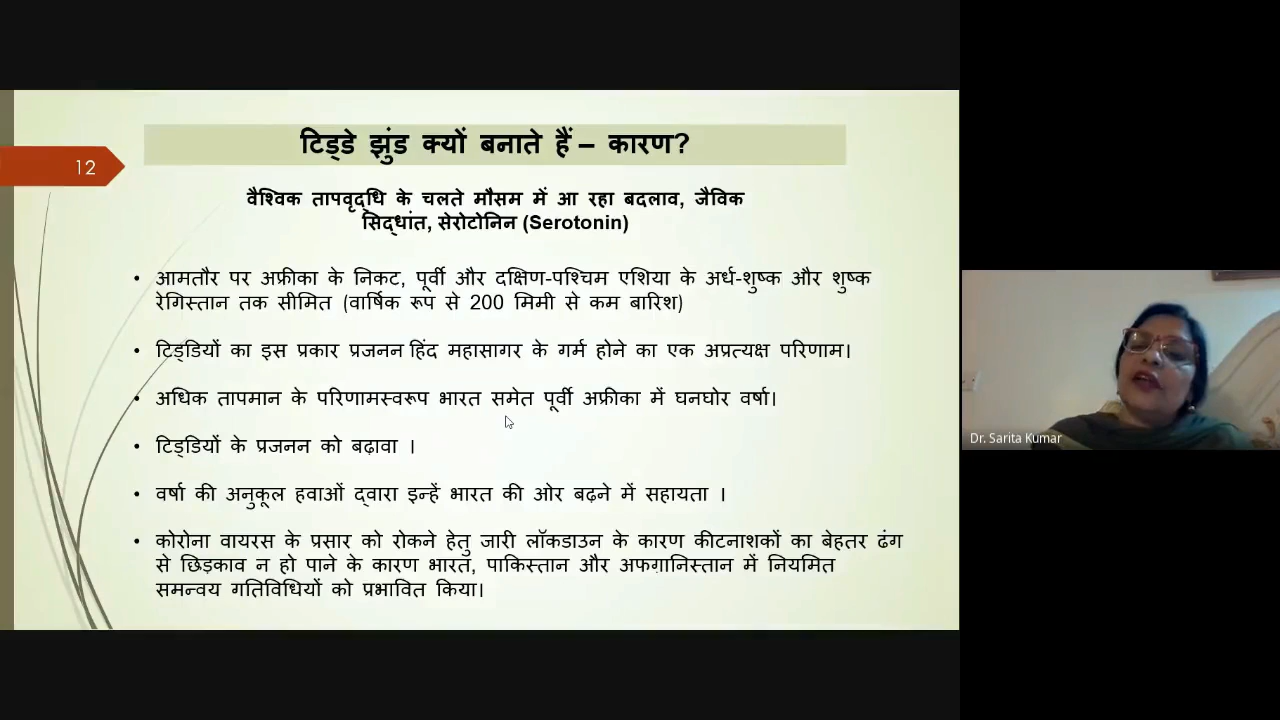 12
टिड्डे झुंड क्यों बनाते हैं – कारण?
वैश्विक तापवृद्धि के चलते मौसम में आ रहा बदलाव, जैविक
सिद्धांत, सेरोटोनिन (Serotonin)
• आमतौर पर अफ्रीका के निकट, पूर्वी और दक्षिण-पश्चिम एशिया के अर्ध-शुष्क और शुष्क
रेगिस्तान तक सीमित (वार्षिक रूप से 200 मिमी से कम बारिश)
• टिड्डियों का इस प्रकार प्रजनन हिंद महासागर के गर्म होने का एक अप्रत्यक्ष परिणाम।
• अधिक तापमान के परिणामस्वरूप भारत समेत पूर्वी अफ्रीका में घनघोर वर्षा।
• टिड्डियों के प्रजनन को बढ़ावा ।
• वर्षा की अनुकूल हवाओं द्वारा इन्हें भारत की ओर बढ़ने में सहायता ।
• कोरोना वायरस के प्रसार को रोकने हेतु जारी लॉकडाउन के कारण कीटनाशकों का बेहतर ढंग
से छिड़काव न हो पाने के कारण भारत, पाकिस्तान और अफग़ानिस्तान में नियमित
समन्वय गतिविधियों को प्रभावित किया।
Dr. Sarita Kumar